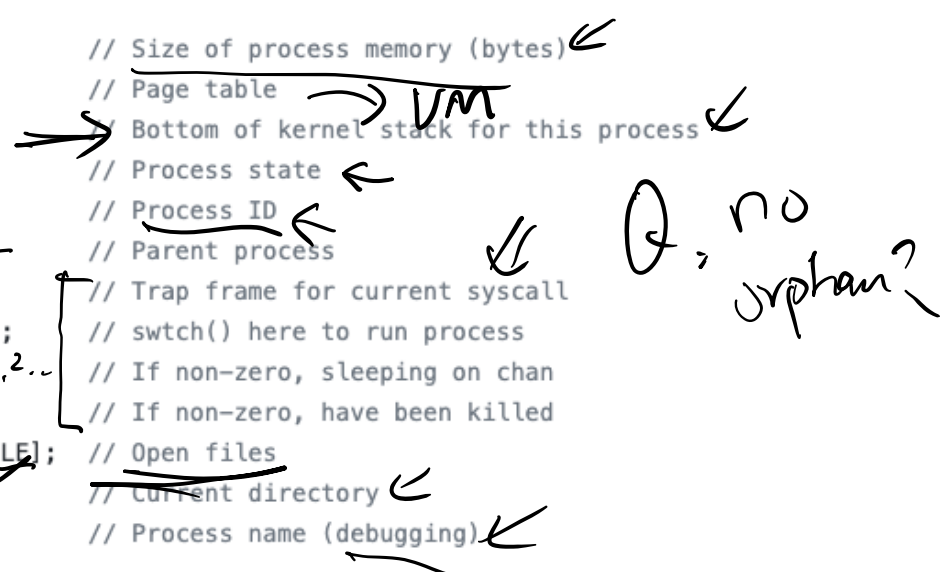 // Size of process memory (bytes)
// Page table
VM
// Bottom of kernel stack for this process
// Process state
// Process ID
// Parent process
Q. no
orphan?
// Trap frame for current syscall
; // swtch() here to run process
2.. // If non-zero, sleeping on chan
// If non-zero, have been killed
LE]; // Open files
// Current directory
// Process name (debugging)